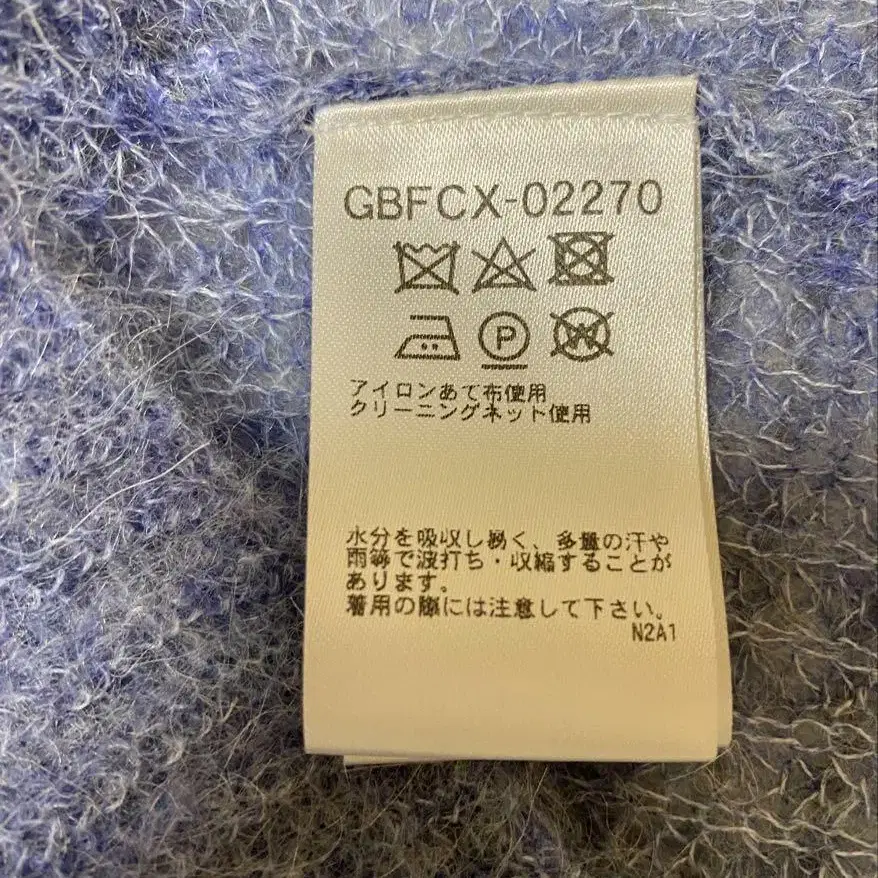 GBFCX-02270
P
W
アイロンあて布使用
クリーニングネット使用
水分を吸収し易く、多量の汗や
雨等で波打ち・収縮することが
あります。
着用の際には注意して下さい。
N2A1